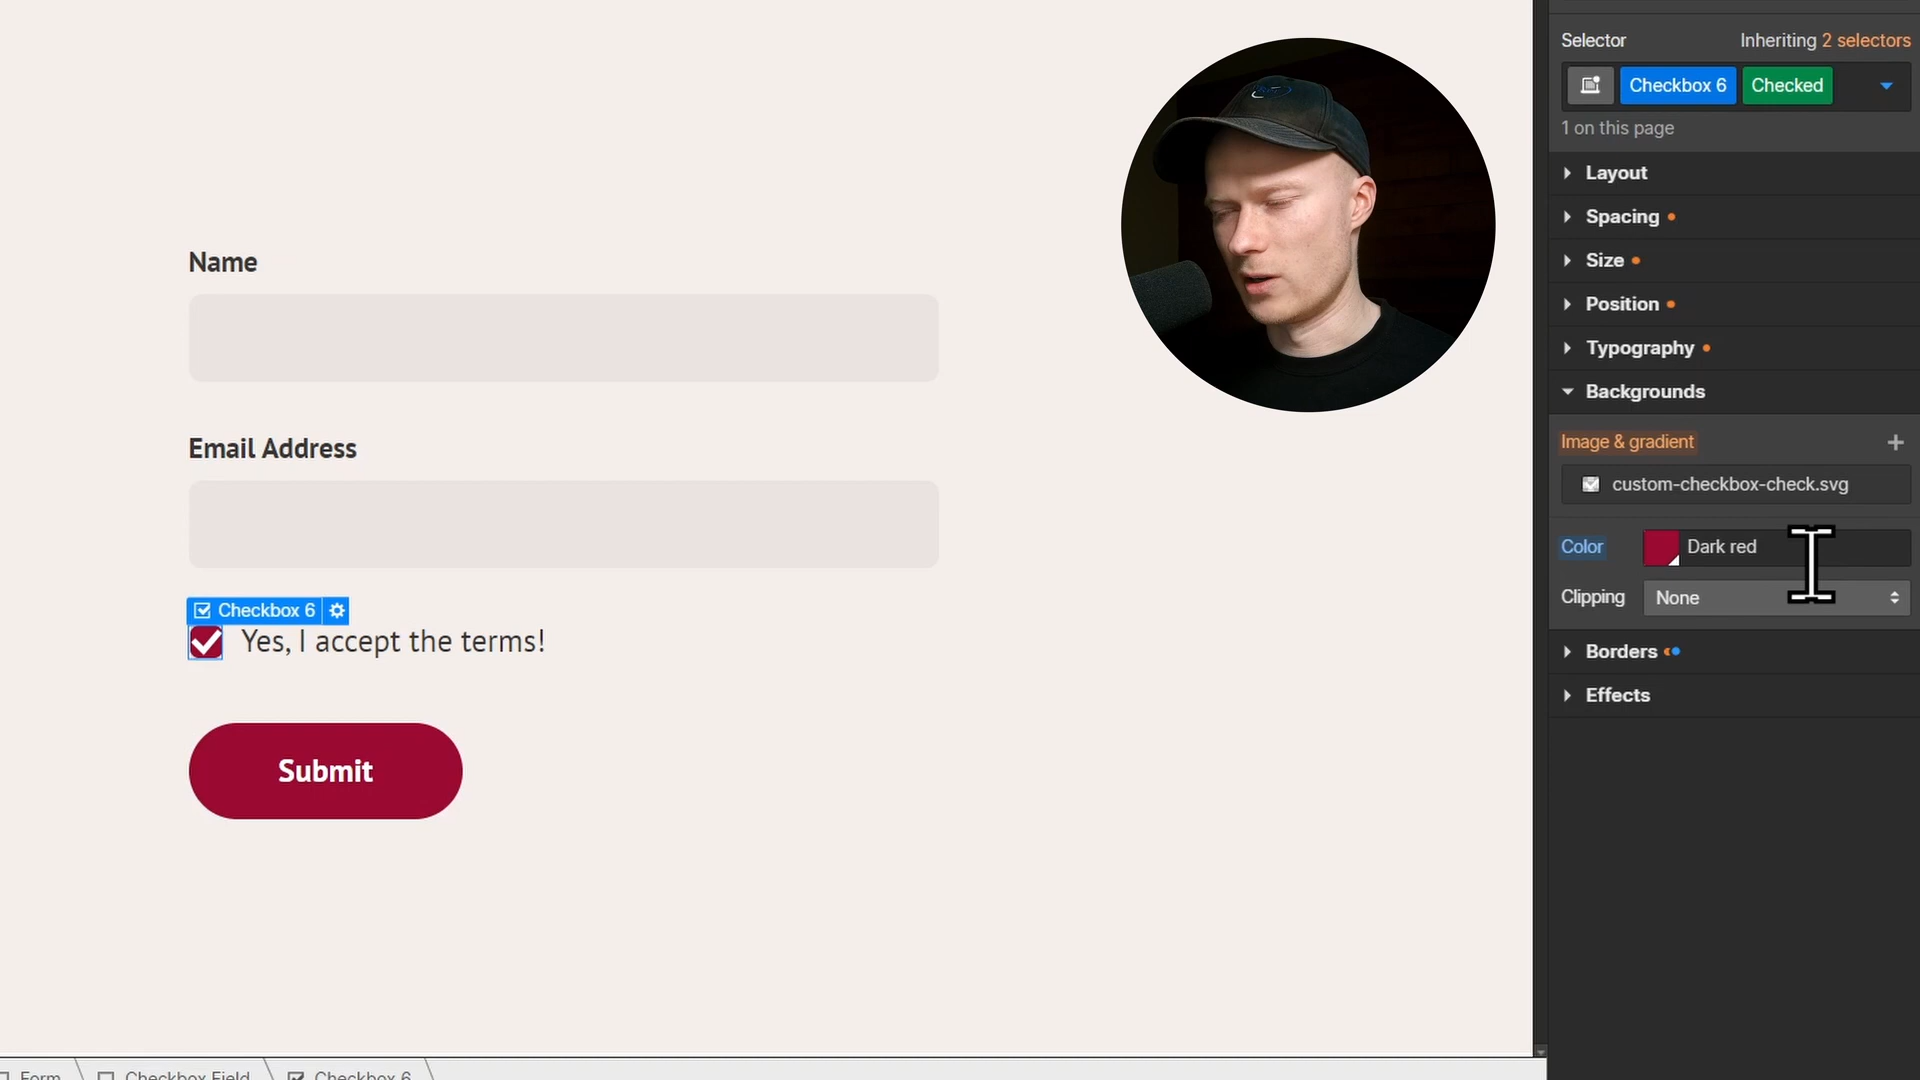 Selector
Inheriting 2 selectors
Checkbox 6
Checked
1 on this page
Layout
Spacing
Size
Position
Typography
Backgrounds
Image & gradient
custom-checkbox-check.svg
Color
Dark red
Clipping
None
Borders
Effects
Name
Email Address
Checkbox 6
Yes, I accept the terms!
Submit
Form
Checkbox Field
Checkbox 6